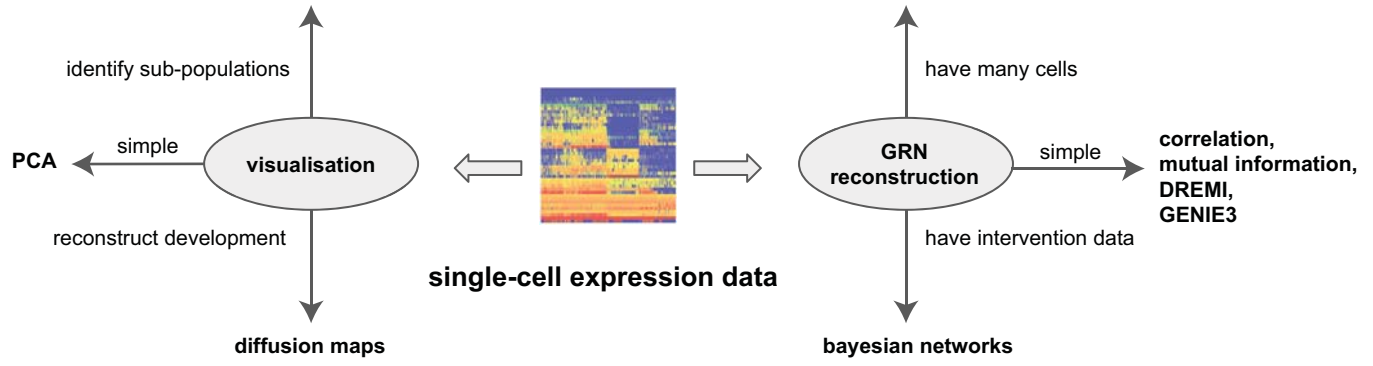 identify sub-populations
have many cells
PCA
simple
visualisation
GRN
reconstruction
simple
correlation,
mutual information,
DREMI,
GENIE3
reconstruct development
have intervention data
single-cell expression data
diffusion maps
bayesian networks